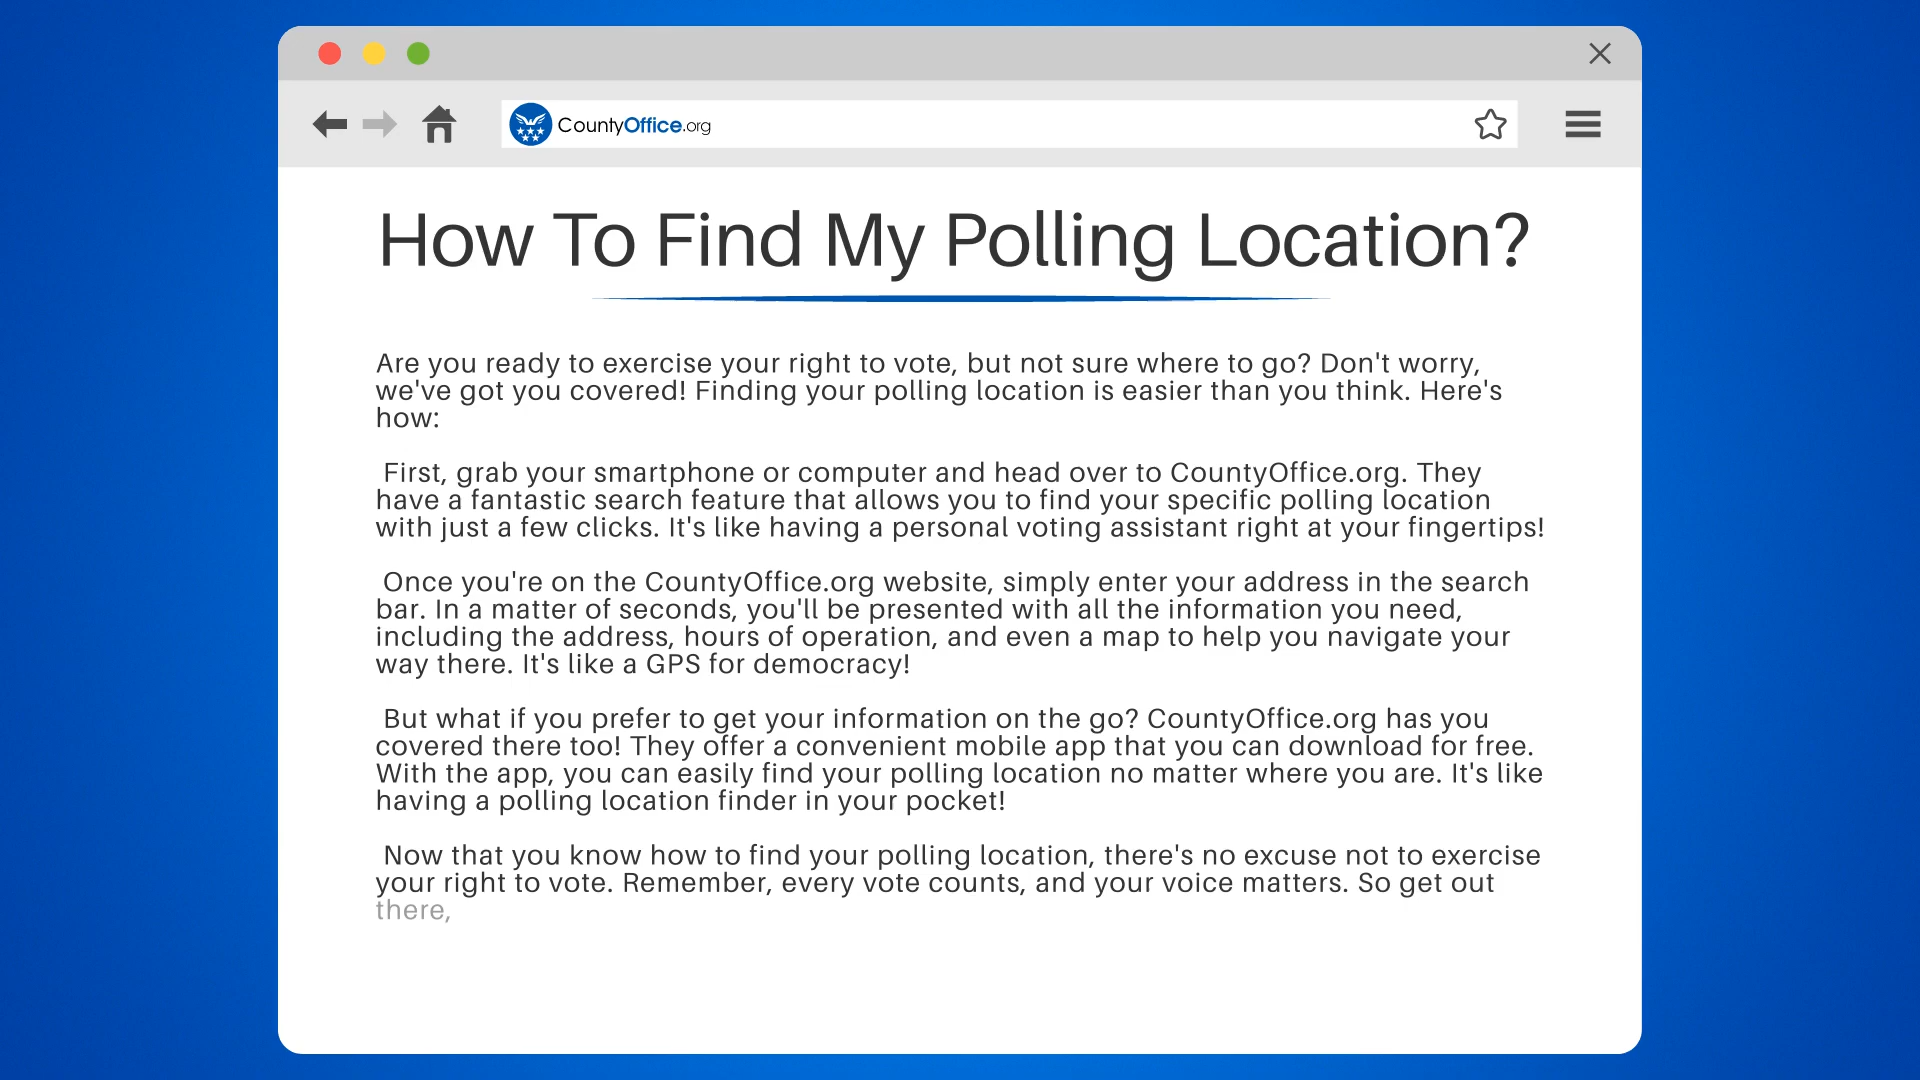 CountyOffice.org
How To Find My Polling Location?
Are you ready to exercise your right to vote, but not sure where to go? Don't worry,
we've got you covered! Finding your polling location is easier than you think. Here's
how:
First, grab your smartphone or computer and head over to CountyOffice.org. They
have a fantastic search feature that allows you to find your specific polling location
with just a few clicks. It's like having a personal voting assistant right at your fingertips!
Once you're on the CountyOffice.org website, simply enter your address in the search
bar. In a matter of seconds, you'll be presented with all the information you need,
including the address, hours of operation, and even a map to help you navigate your
way there. It's like a GPS for democracy!
But what if you prefer to get your information on the go? CountyOffice.org has you
covered there too! They offer a convenient mobile app that you can download for free.
With the app, you can easily find your polling location no matter where you are. It's like
having a polling location finder in your pocket!
Now that you know how to find your polling location, there's no excuse not to exercise
your right to vote. Remember, every vote counts, and your voice matters. So get out
there,